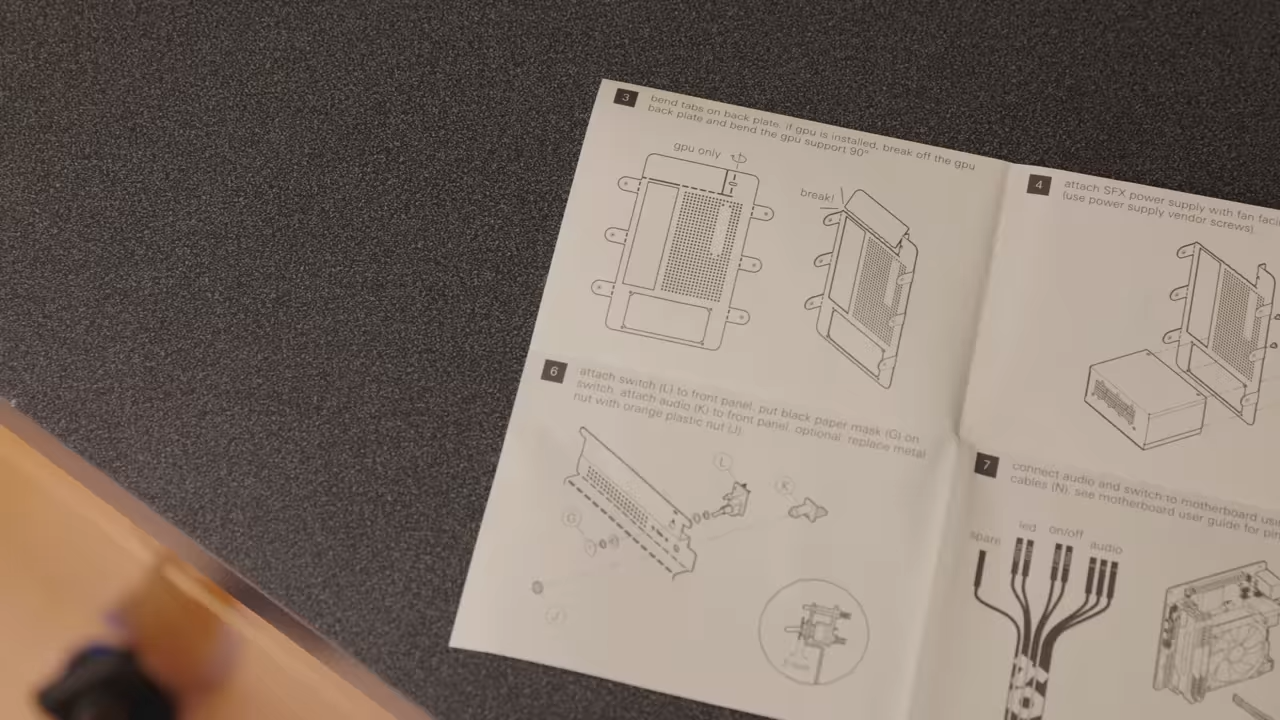 3
bend tabs on back plate. if gpu is installed, break off the gpu
back plate and bend the gpu support 90°
gpu only
break!
4
attach SFX power supply with fan faci
(use power supply vendor screws).
6
attach switch (L) to front panel. put black paper mask (G) on
switch. attach audio (K) to front panel. optional: replace metal
nut with orange plastic nut (J).
L
K
G
J
7
connect audio and switch to motherboard usi
cables (N). see motherboard user guide for pin
spare
led
on/off
audio